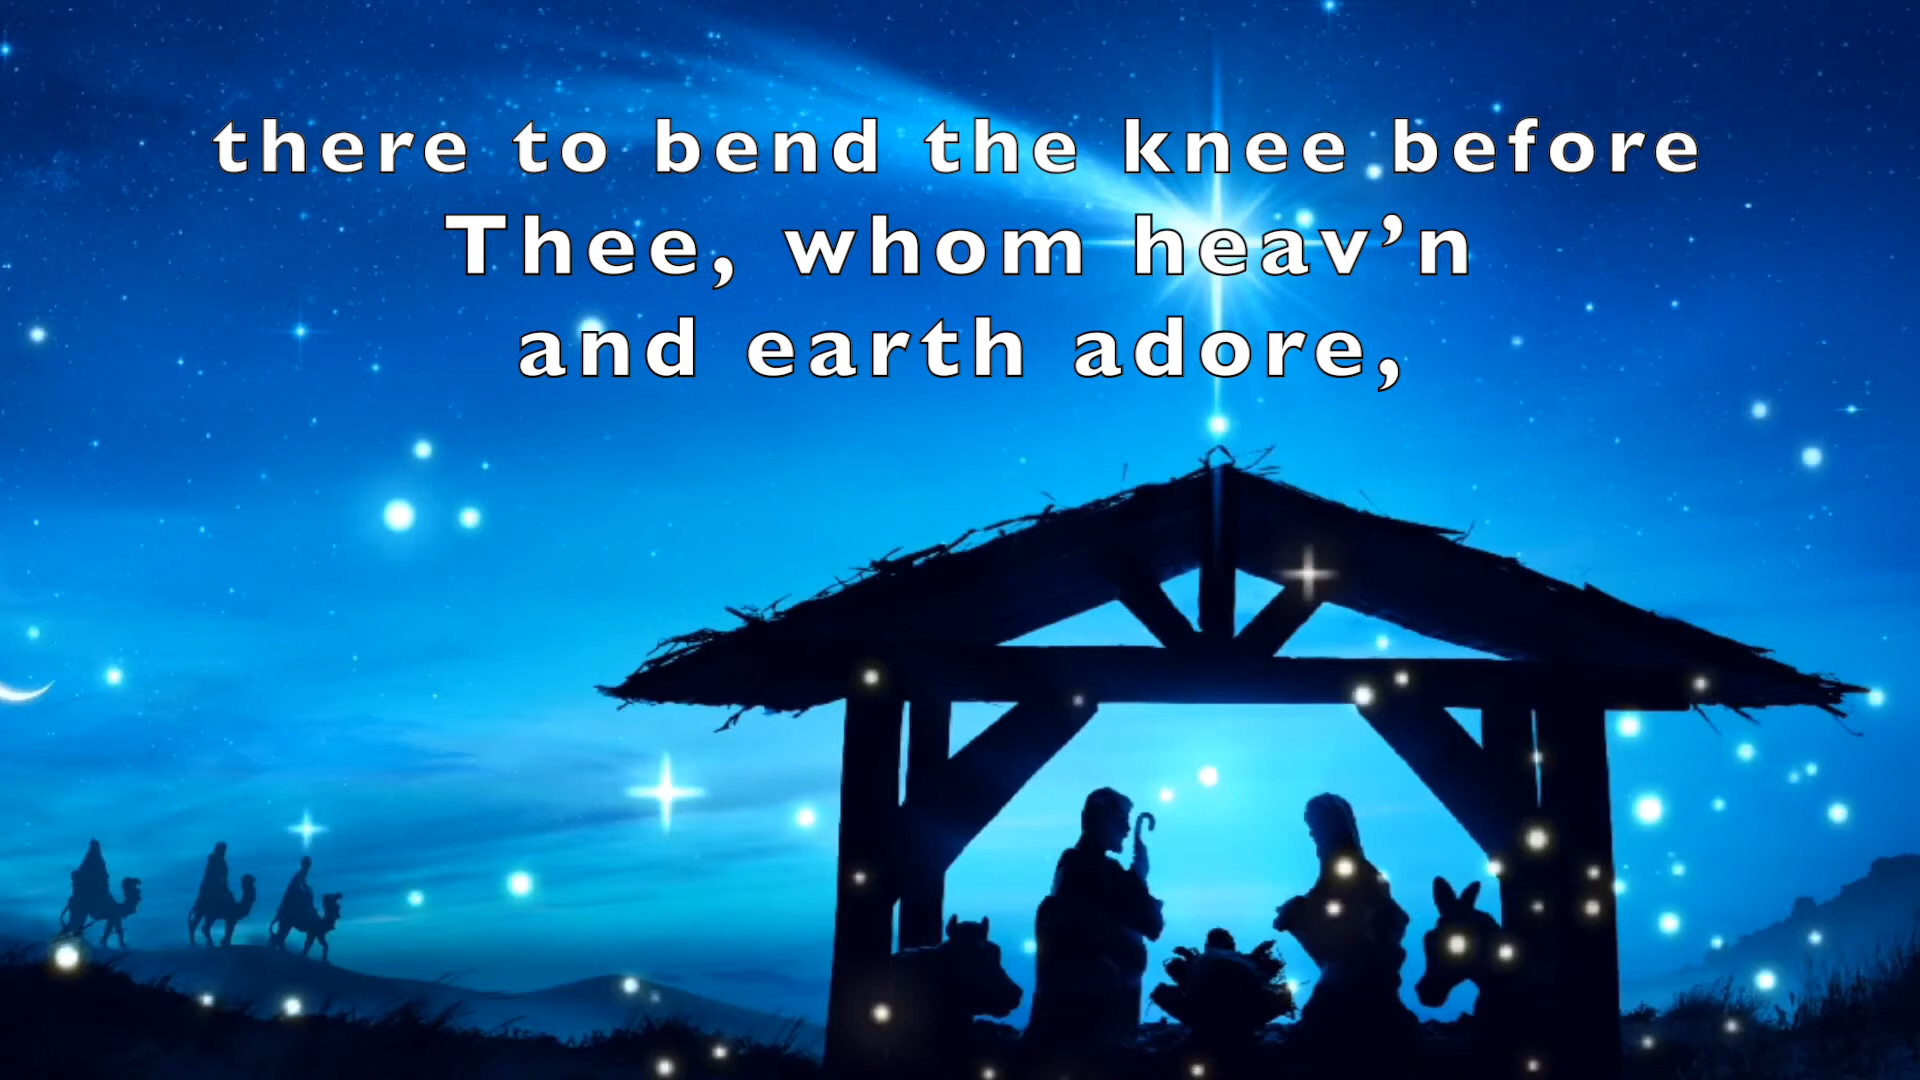 there to bend the knee before
Thee, whom heav’n
and earth adore,